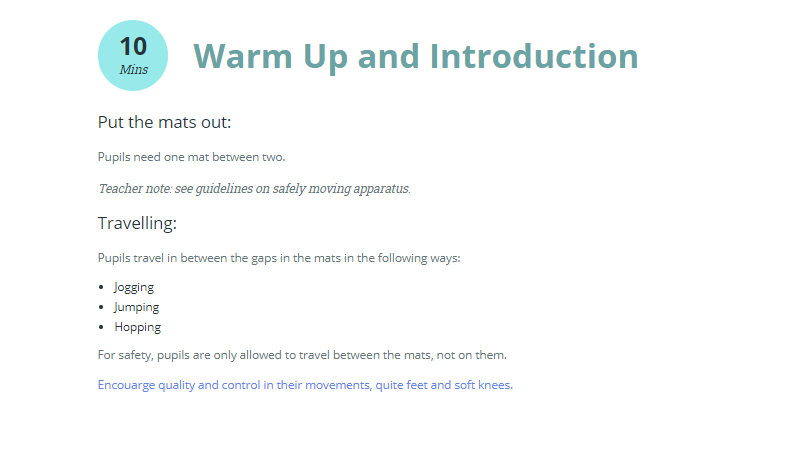 10
Mins
Warm Up and Introduction
Put the mats out:
Pupils need one mat between two.
Teacher note: see guidelines on safely moving apparatus.
Travelling:
Pupils travel in between the gaps in the mats in the following ways:
• Jogging
• Jumping
• Hopping
For safety, pupils are only allowed to travel between the mats, not on them.
Encouarge quality and control in their movements, quite feet and soft knees.